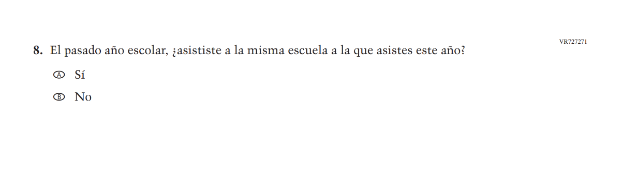 VR727271
8. El pasado año escolar, ¿asististe a la misma escuela a la que asistes este año?
A Sí
B No